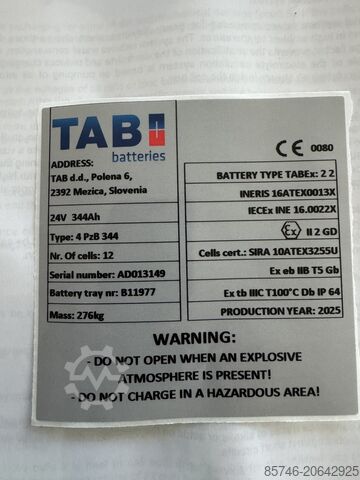 TAB
batteries
ADDRESS:
TAB d.d., Polena 6,
2392 Mezica, Slovenia
24V 344Ah
Type: 4 PzB 344
Nr. Of cells: 12
Serial number: AD013149
Battery tray nr: B11977
Mass: 276kg
CE 0080
BATTERY TYPE TABEx: 2 2
INERIS 16ATEX0013X
IECEx INE 16.0022X
Ex II 2 GD
Cells cert.: SIRA 10ATEX3255U
Ex eb IIB T5 Gb
Ex tb IIIC T100°C Db IP 64
PRODUCTION YEAR: 2025
WARNING:
- DO NOT OPEN WHEN AN EXPLOSIVE
ATMOSPHERE IS PRESENT!
- DO NOT CHARGE IN A HAZARDOUS AREA!
85746-20642925